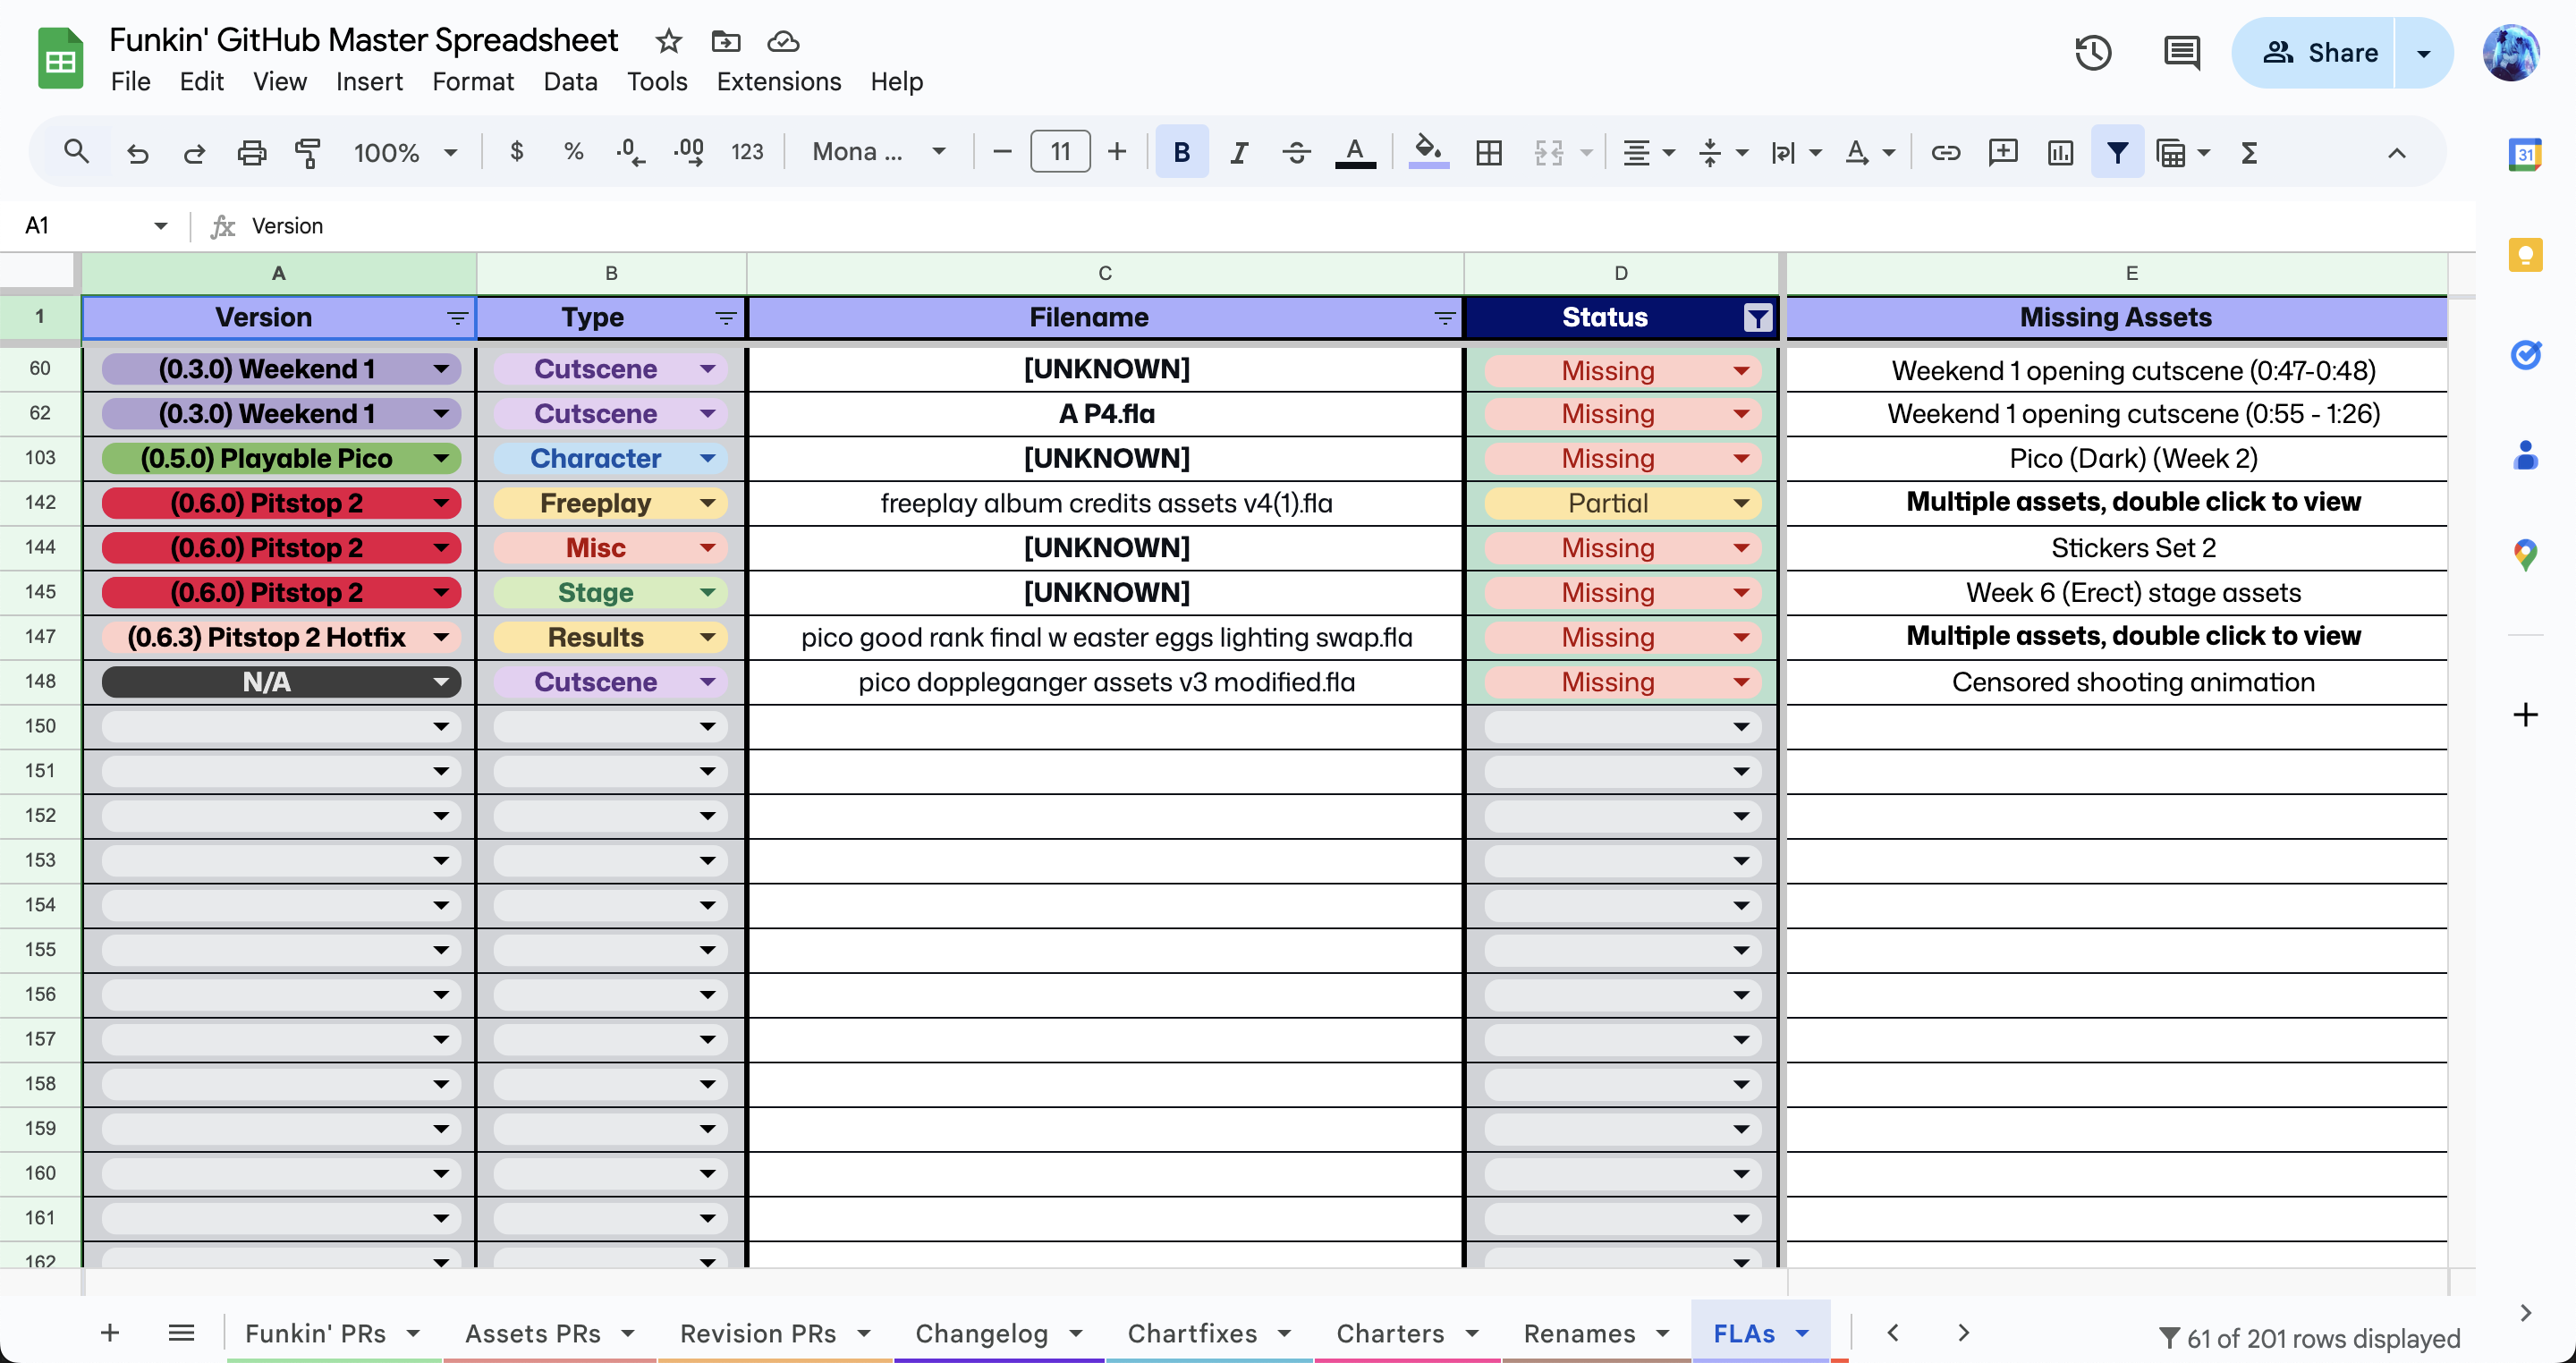 Funkin' GitHub Master Spreadsheet
File Edit View Insert Format Data Tools Extensions Help
Share
100% $ % .0 .00 123 Mona ... 11 B I A
31
A1 fx Version
A B C D E
1 Version Type Filename Status Missing Assets
60 (0.3.0) Weekend 1 Cutscene [UNKNOWN] Missing Weekend 1 opening cutscene (0:47-0:48)
62 (0.3.0) Weekend 1 Cutscene A P4.fla Missing Weekend 1 opening cutscene (0:55 - 1:26)
103 (0.5.0) Playable Pico Character [UNKNOWN] Missing Pico (Dark) (Week 2)
142 (0.6.0) Pitstop 2 Freeplay freeplay album credits assets v4(1).fla Partial Multiple assets, double click to view
144 (0.6.0) Pitstop 2 Misc [UNKNOWN] Missing Stickers Set 2
145 (0.6.0) Pitstop 2 Stage [UNKNOWN] Missing Week 6 (Erect) stage assets
147 (0.6.3) Pitstop 2 Hotfix Results pico good rank final w easter eggs lighting swap.fla Missing Multiple assets, double click to view
148 N/A Cutscene pico doppleganger assets v3 modified.fla Missing Censored shooting animation
150
151
152
153
154
155
156
157
158
159
160
161
162
Funkin' PRs Assets PRs Revision PRs Changelog Chartfixes Charters Renames FLAs 61 of 201 rows displayed